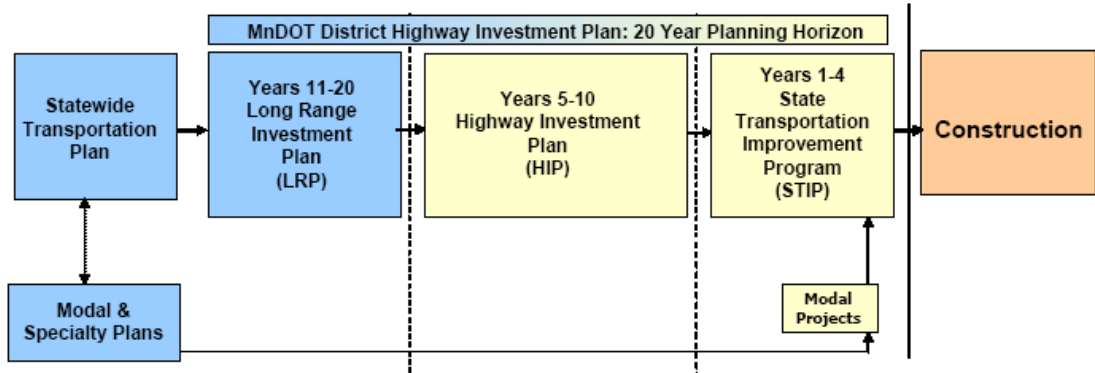 MnDOT District Highway Investment Plan: 20 Year Planning Horizon
Statewide
Transportation
Plan
Years 11-20
Long Range
Investment
Plan
(LRP)
Years 5-10
Highway Investment
Plan
(HIP)
Years 1-4
State
Transportation
Improvement
Program
(STIP)
Construction
Modal &
Specialty Plans
Modal
Projects